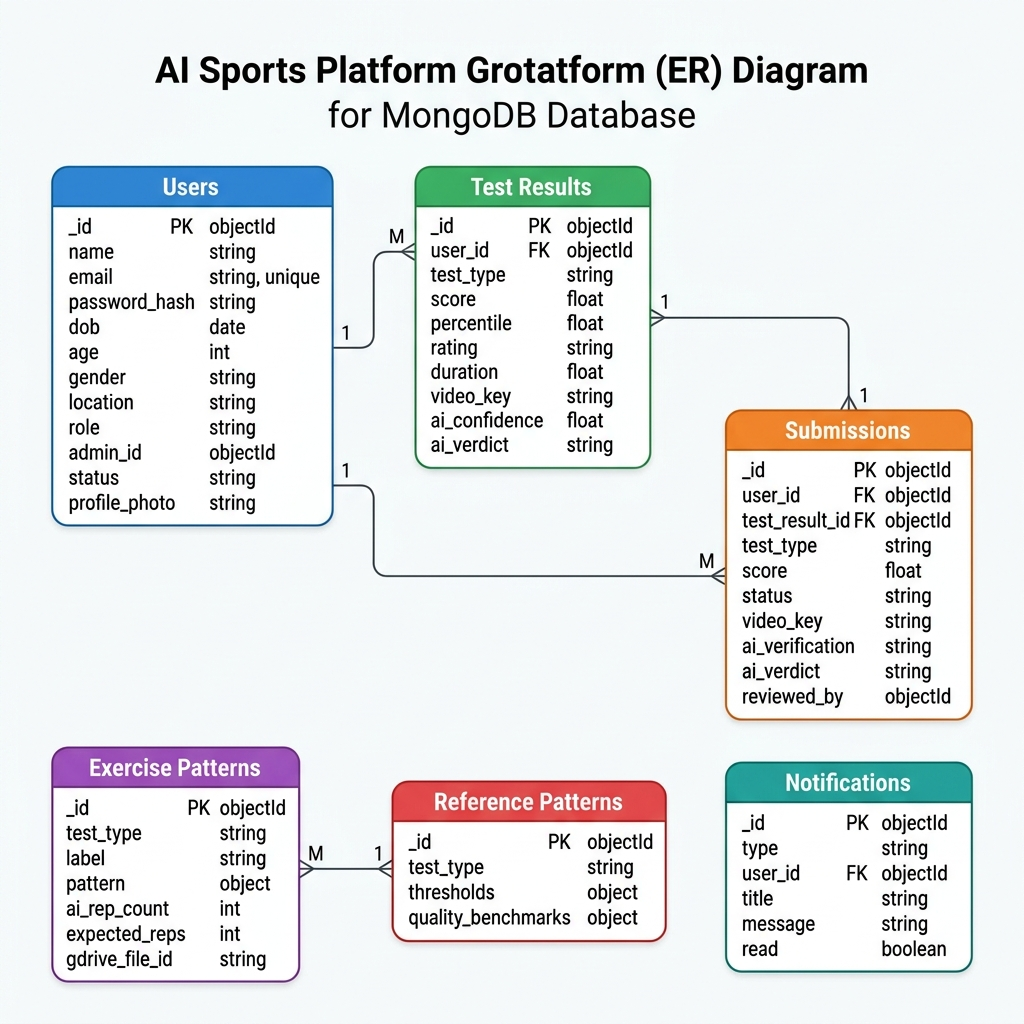 AI Sports Platform Grotatform (ER) Diagram
for MongoDB Database
Users
_id PK objectId
name string
email string, unique
password_hash string
dob date
age int
gender string
location string
role string
admin_id objectId
status string
profile_photo string
1
1
M
Test Results
_id PK objectId
user_id FK objectId
test_type string
score float
percentile float
rating string
duration float
video_key string
ai_confidence float
ai_verdict string
1
1
M
Submissions
_id PK objectId
user_id FK objectId
test_result_id FK objectId
test_type string
score float
status string
video_key string
ai_verification string
ai_verdict string
reviewed_by objectId
Exercise Patterns
_id PK objectId
test_type string
label string
pattern object
ai_rep_count int
expected_reps int
gdrive_file_id string
M 1
Reference Patterns
_id PK objectId
test_type string
thresholds object
quality_benchmarks object
Notifications
_id PK objectId
type string
user_id FK objectId
title string
message string
read boolean